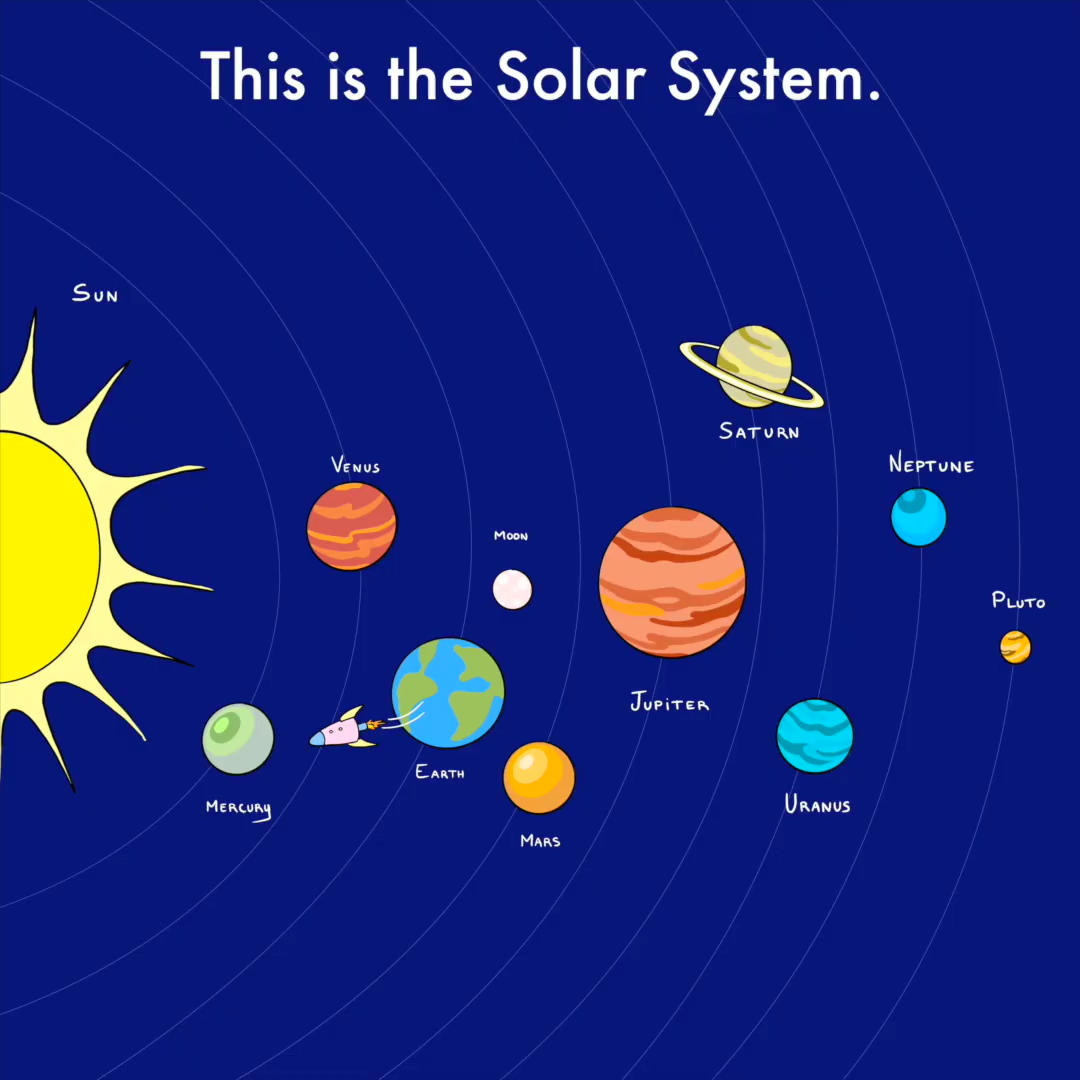 This is the Solar System.
Sun
Saturn
Venus
Neptune
Moon
Pluto
Jupiter
Earth
Mercury
Uranus
Mars